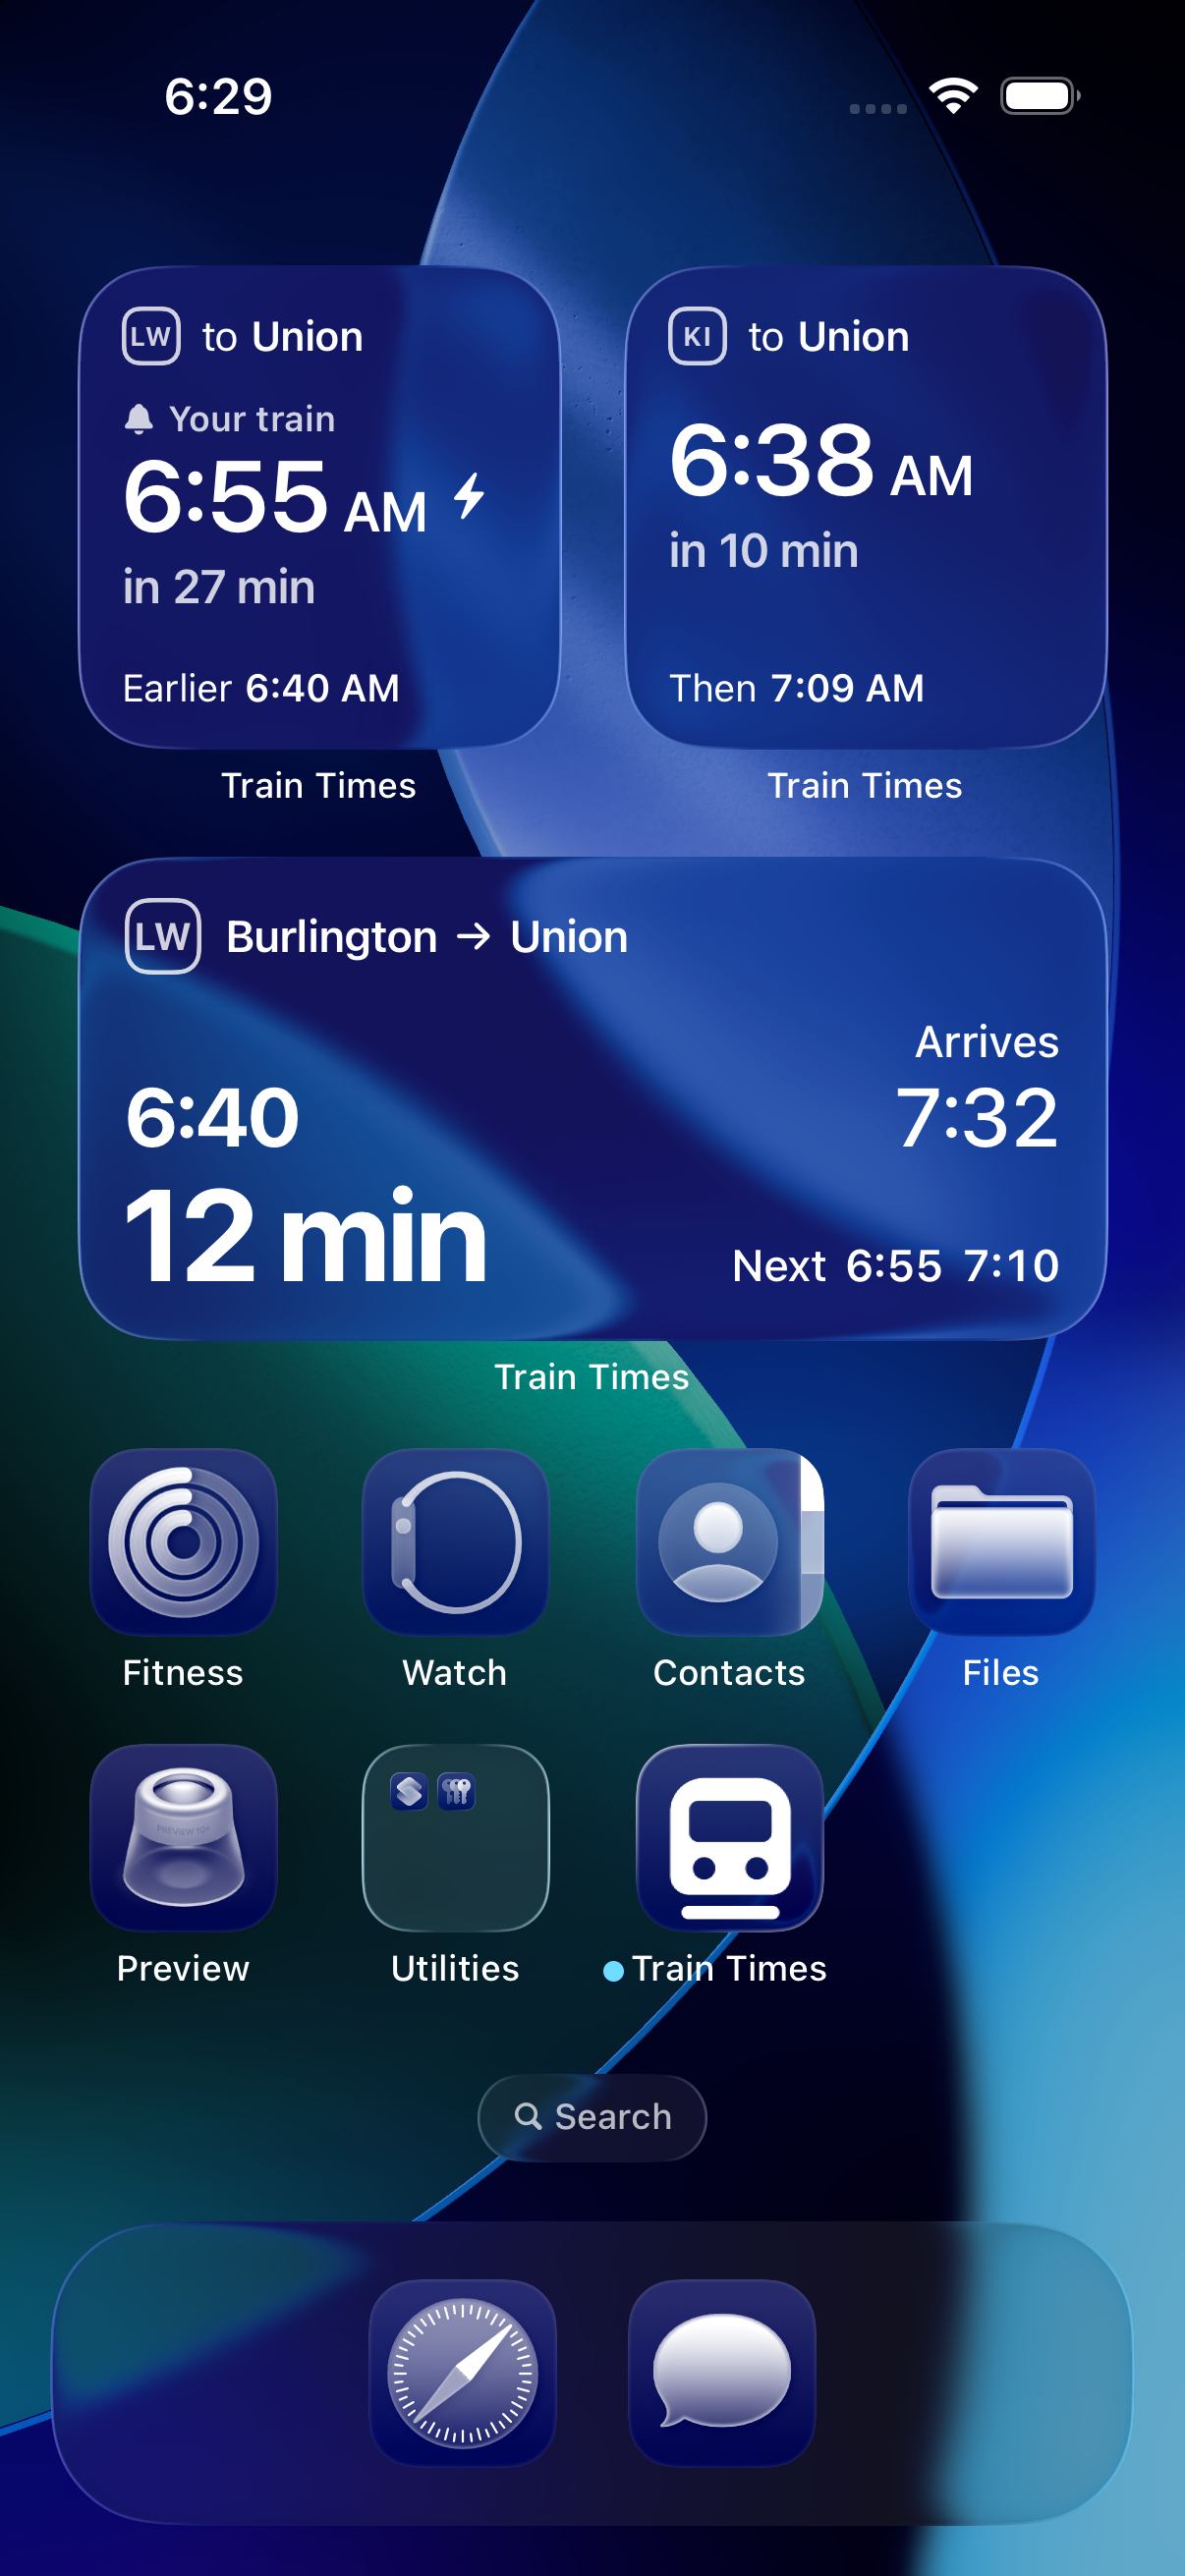 6:29
LW to Union
Your train
6:55 AM
in 27 min
Earlier 6:40 AM
Train Times
KI to Union
6:38 AM
in 10 min
Then 7:09 AM
Train Times
LW Burlington → Union
Arrives
6:40 7:32
12 min
Next 6:55 7:10
Train Times
Fitness Watch Contacts Files
PREVIEW 10×
Preview Utilities Train Times
Search